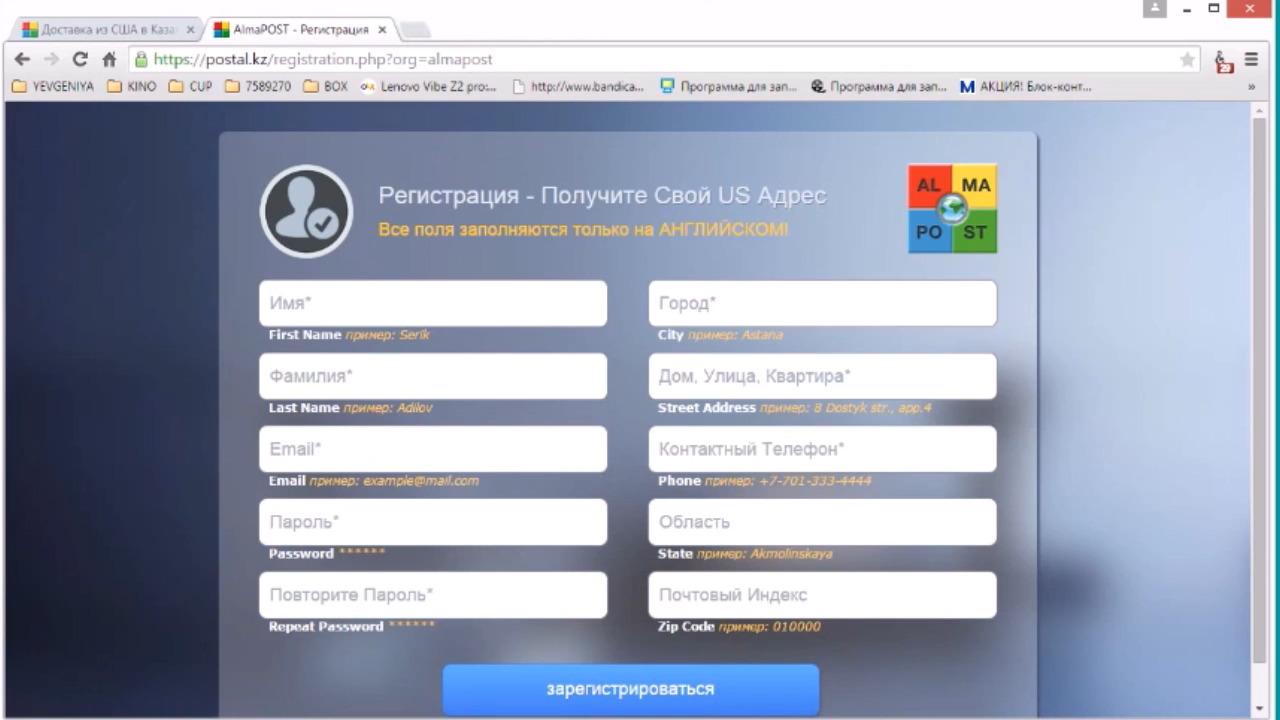 Доставка из США в Каза
AlmaPOST - Регистрация
https://postal.kz/registration.php?org=almapost
YEVGENIYA KINO CUP 7589270 BOX Lenovo Vibe Z2 pro:... http://www.bandica... Программа для зап... Программа для зап... АКЦИЯ! Блок-конт... »
Регистрация - Получите Свой US Адрес
Все поля заполняются только на АНГЛИЙСКОМ!
AL MA
PO ST
Имя*
First Name пример: Serik
Город*
City пример: Astana
Фамилия*
Last Name пример: Adilov
Дом, Улица, Квартира*
Street Address пример: 8 Dostyk str., app.4
Email*
Email пример: example@mail.com
Контактный Телефон*
Phone пример: +7-701-333-4444
Пароль*
Password ******
Область
State пример: Akmolinskaya
Повторите Пароль*
Repeat Password ******
Почтовый Индекс
Zip Code пример: 010000
зарегистрироваться